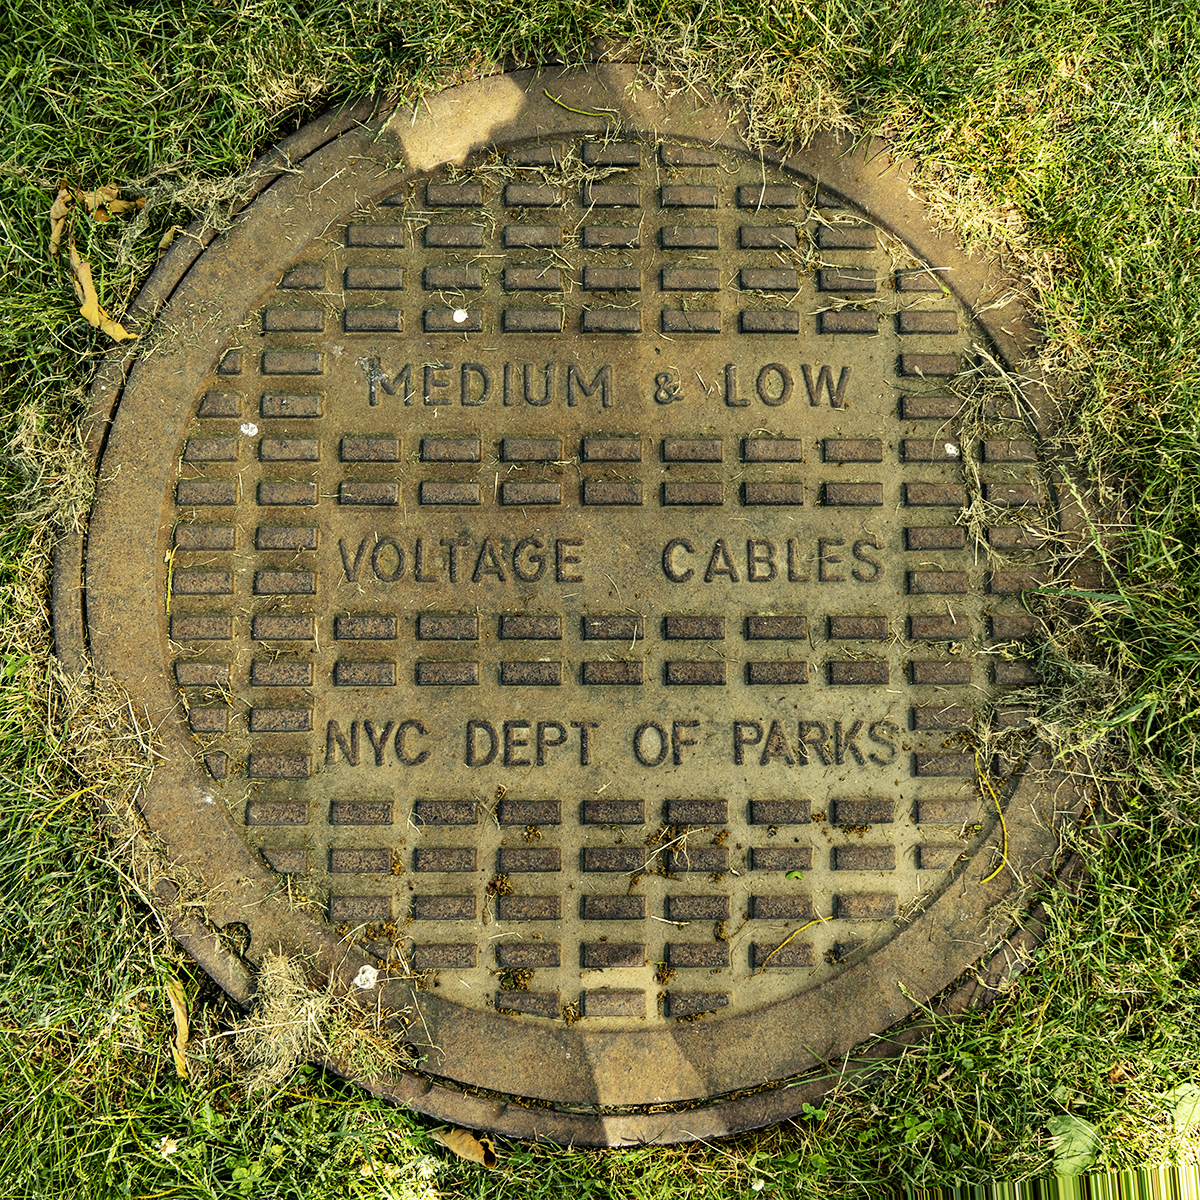 MEDIUM & LOW
VOLTAGE CABLES
NYC DEPT OF PARKS